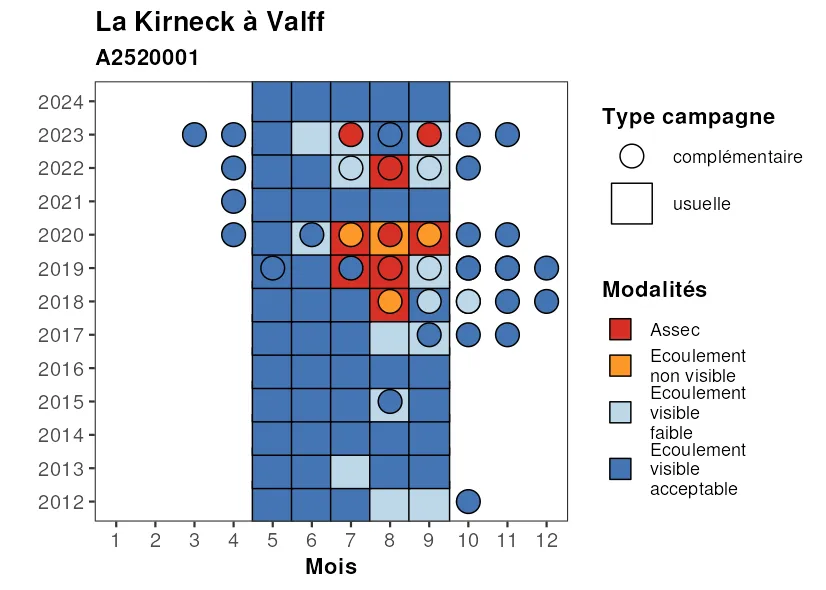 La Kirneck à Valff
A2520001
2024
2023
2022
2021
2020
2019
2018
2017
2016
2015
2014
2013
2012
1 2 3 4 5 6 7 8 9 10 11 12
Mois
Type campagne
complémentaire
usuelle
Modalités
Assec
Ecoulement
non visible
Ecoulement
visible
faible
Ecoulement
visible
acceptable